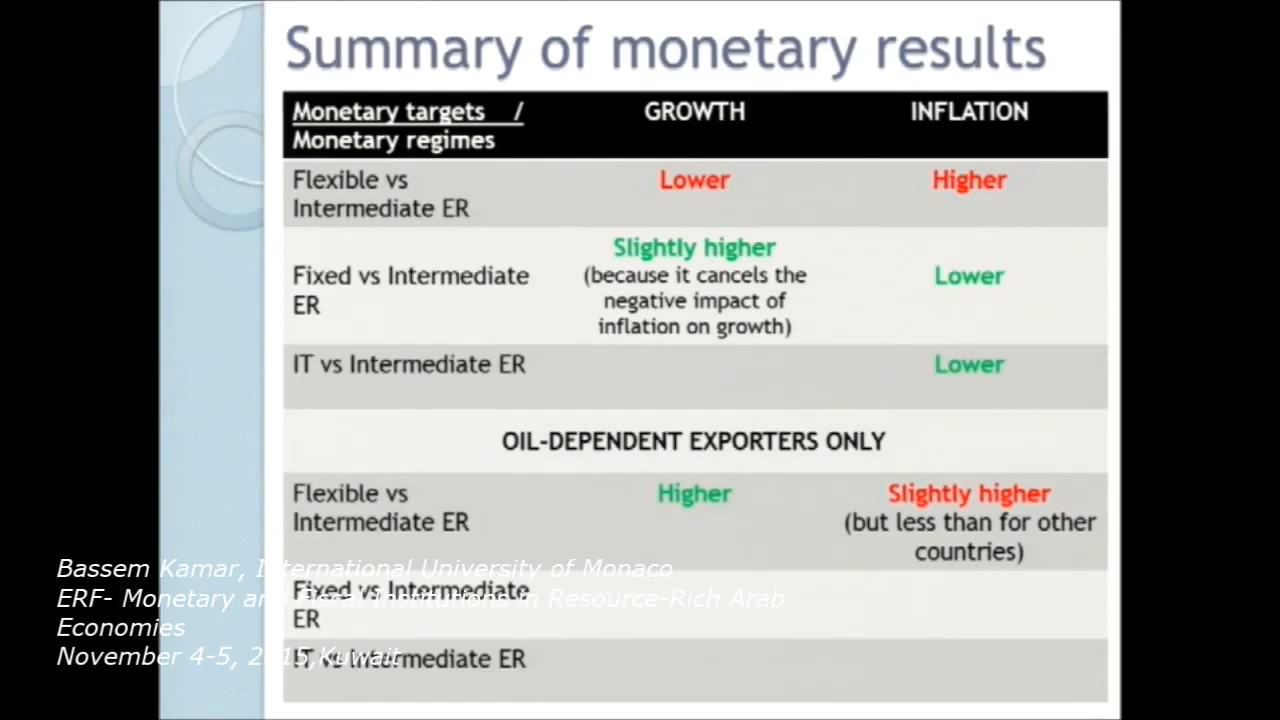 Summary of monetary results
Monetary targets /
Monetary regimes
GROWTH
INFLATION
Flexible vs
Intermediate ER
Lower
Higher
Fixed vs Intermediate
ER
Slightly higher
(because it cancels the
negative impact of
inflation on growth)
Lower
IT vs Intermediate ER
Lower
OIL-DEPENDENT EXPORTERS ONLY
Flexible vs
Intermediate ER
Higher
Slightly higher
(but less than for other
countries)
Fixed vs Intermediate
ER
IT vs Intermediate ER
Bassem Kamar, International University of Monaco
ERF- Monetary and Fiscal Institutions in Resource-Rich Arab
Economies
November 4-5, 2015,Kuwait